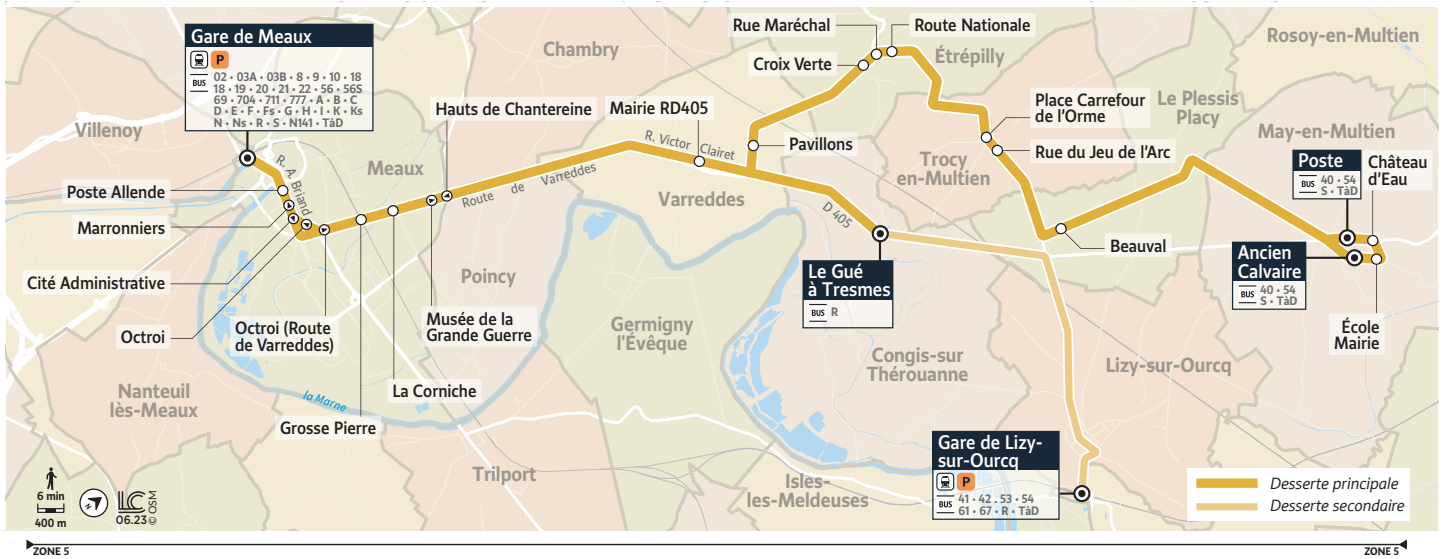 Gare de Meaux
P
BUS
02 • 03A • 03B • 8 • 9 • 10 • 18
18 • 19 • 20 • 21 • 22 • 56 • 56S
69 • 704 • 711 • 777 • A • B • C
D • E • F • Fs • G • H • I • K • Ks
N • Ns • R • S • N141 • TàD
Chambry
Rue Maréchal
Route Nationale
Étrépilly
Croix Verte
Rosoy-en-Multien
Villenoy
Hauts de Chantereine
Mairie RD405
Place Carrefour
de l'Orme
Le Plessis
Placy
May-en-Multien
Meaux
R. A. Briand
R. Victor Clairet
Pavillons
Rue du Jeu de l'Arc
Trocy
en-Multien
Poste
BUS
40 • 54
S • TàD
Château
d'Eau
Poste Allende
Route de Varreddes
Varreddes
D 405
Marronniers
Beauval
Ancien
Calvaire
BUS
40 • 54
S • TàD
Cité Administrative
Poincy
Le Gué
à Tresmes
BUS
R
Octroi
Octroi (Route
de Varreddes)
Musée de la
Grande Guerre
Germigny
l'Évêque
École
Mairie
Congis-sur
Thérouanne
Lizy-sur-Ourcq
Nanteuil
lès-Meaux
la Marne
La Corniche
Grosse Pierre
Gare de Lizy-
sur-Ourcq
P
BUS
41 • 42 • 53 • 54
61 • 67 • R • TàD
Trilport
Isles-
les-Meldeuses
6 min
400 m
LC
06.23
© OSM
Desserte principale
Desserte secondaire
ZONE 5
ZONE 5